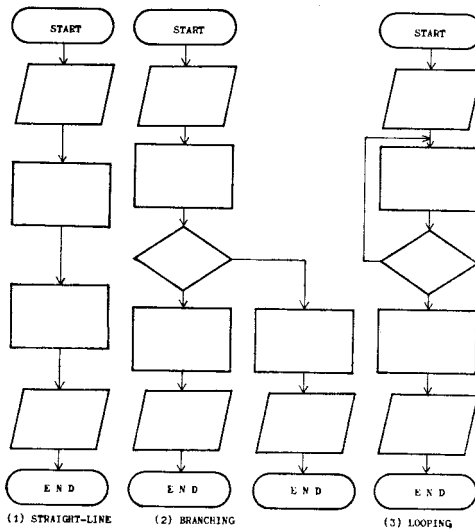 START
START
START
E N D
E N D
E N D
E N D
(1) STRAIGHT-LINE
(2) BRANCHING
(3) LOOPING